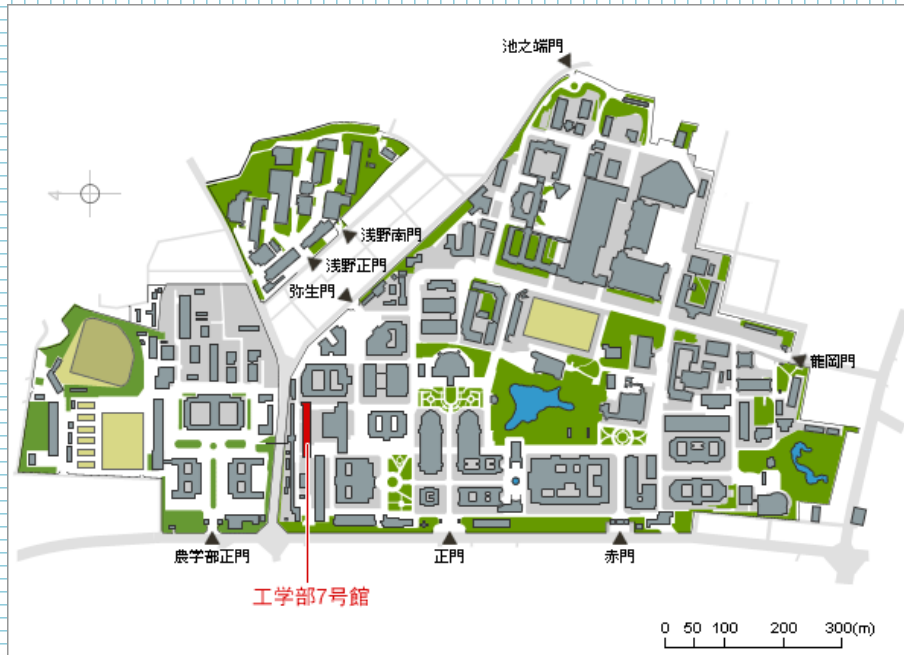 池之端門
浅野南門
浅野正門
弥生門
龍岡門
農学部正門
正門
赤門
工学部7号館
0 50 100 200 300(m)